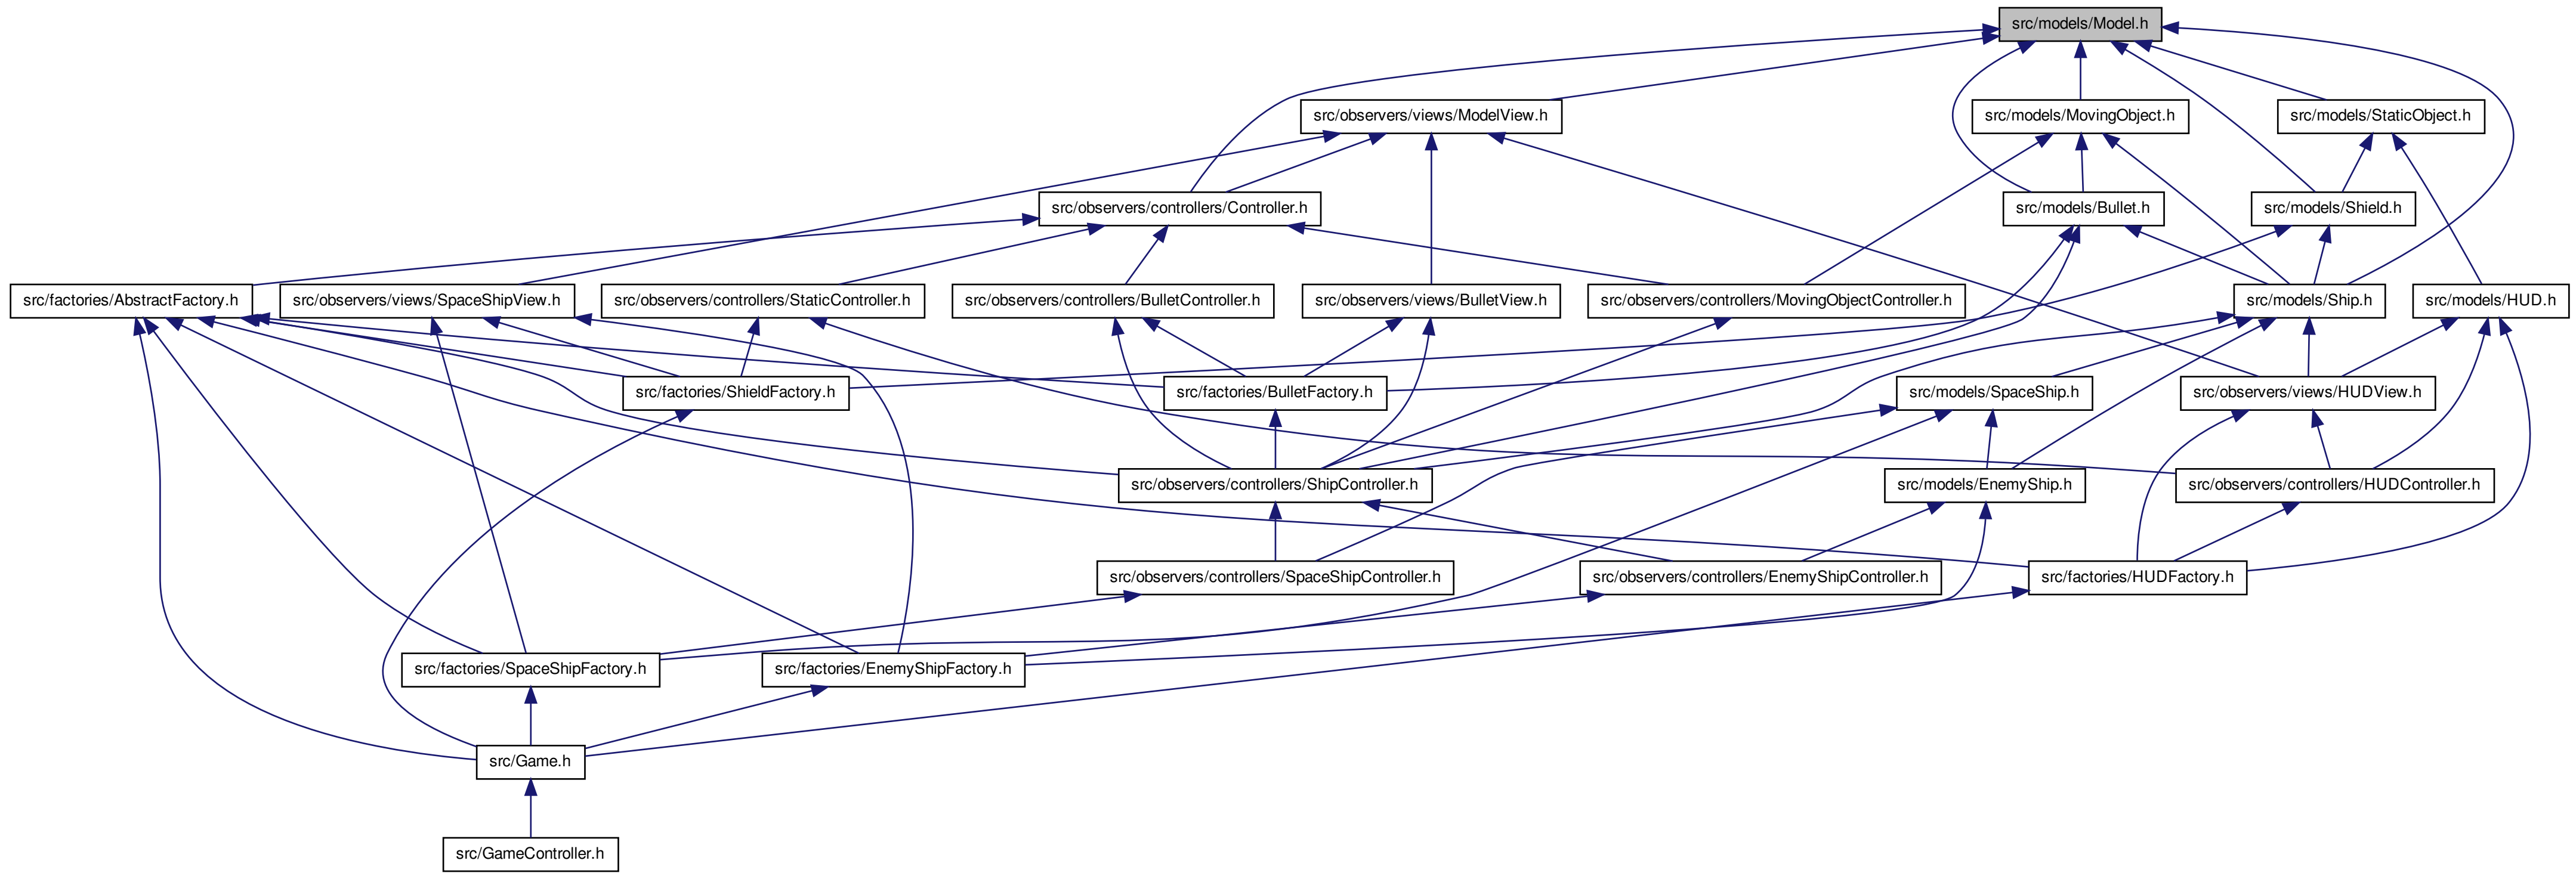 src/models/Model.h
src/observers/views/ModelView.h
src/models/MovingObject.h
src/models/StaticObject.h
src/observers/controllers/Controller.h
src/models/Bullet.h
src/models/Shield.h
src/factories/AbstractFactory.h
src/observers/views/SpaceShipView.h
src/observers/controllers/StaticController.h
src/observers/controllers/BulletController.h
src/observers/views/BulletView.h
src/observers/controllers/MovingObjectController.h
src/models/Ship.h
src/models/HUD.h
src/factories/ShieldFactory.h
src/factories/BulletFactory.h
src/models/SpaceShip.h
src/observers/views/HUDView.h
src/observers/controllers/ShipController.h
src/models/EnemyShip.h
src/observers/controllers/HUDController.h
src/observers/controllers/SpaceShipController.h
src/observers/controllers/EnemyShipController.h
src/factories/HUDFactory.h
src/factories/SpaceShipFactory.h
src/factories/EnemyShipFactory.h
src/Game.h
src/GameController.h